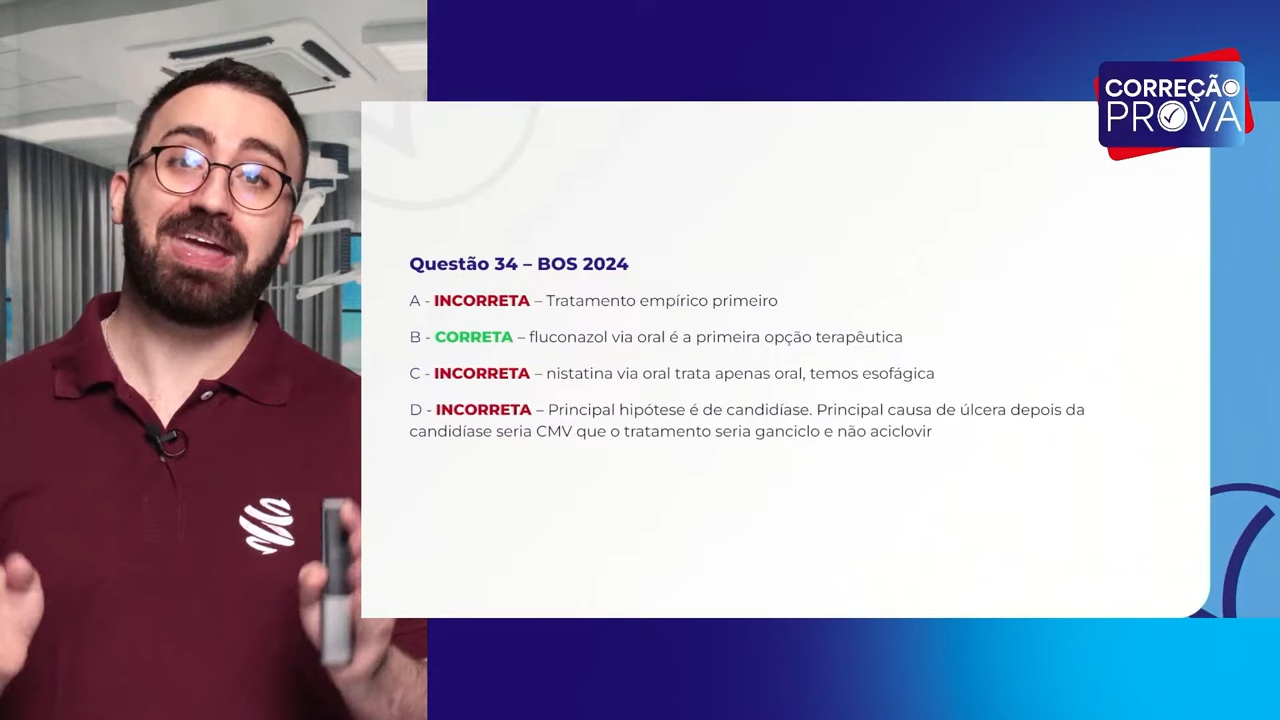 CORREÇÃO
PROVA
Questão 34 – BOS 2024
A - INCORRETA – Tratamento empírico primeiro
B - CORRETA – fluconazol via oral é a primeira opção terapêutica
C - INCORRETA – nistatina via oral trata apenas oral, temos esofágica
D - INCORRETA – Principal hipótese é de candidíase. Principal causa de úlcera depois da
candidíase seria CMV que o tratamento seria ganciclo e não aciclovir